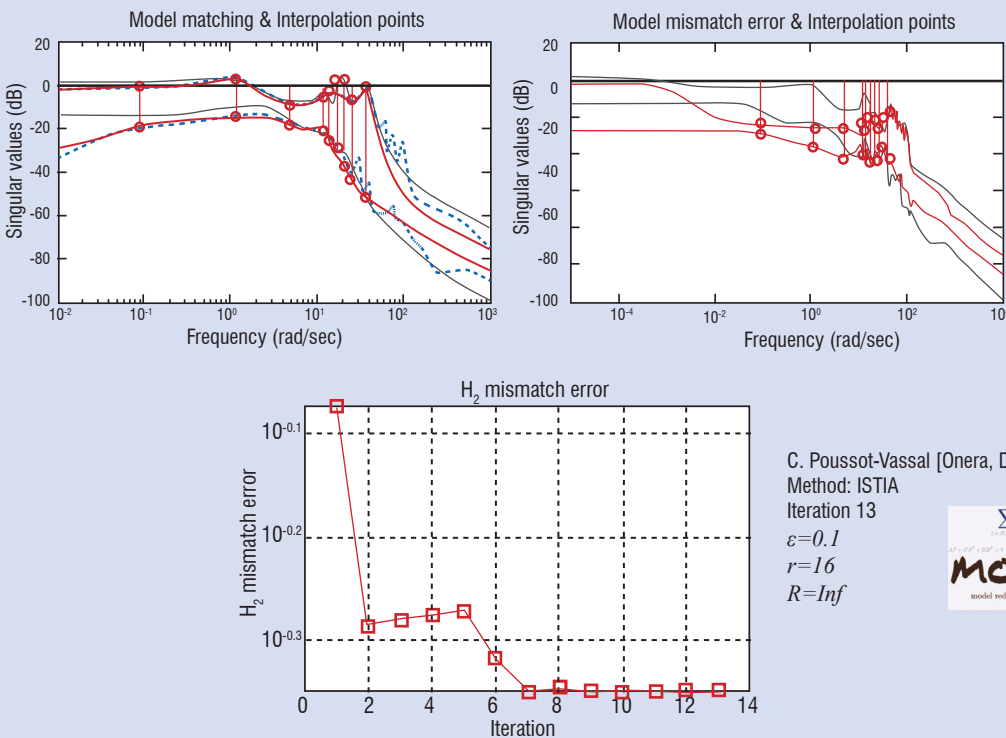 Model matching & Interpolation points
Model mismatch error & Interpolation points
Singular values (dB)
20
0
-20
-40
-60
-80
-100
10-2
10-1
100
101
102
103
Frequency (rad/sec)
Singular values (dB)
20
0
-20
-40
-60
-80
-100
10-4
10-2
100
102
10
Frequency (rad/sec)
H2 mismatch error
H2 mismatch error
10-0.1
10-0.2
10-0.3
0 2 4 6 8 10 12 14
Iteration
C. Poussot-Vassal [Onera, D
Method: ISTIA
Iteration 13
ε=0.1
r=16
R=Inf
model red